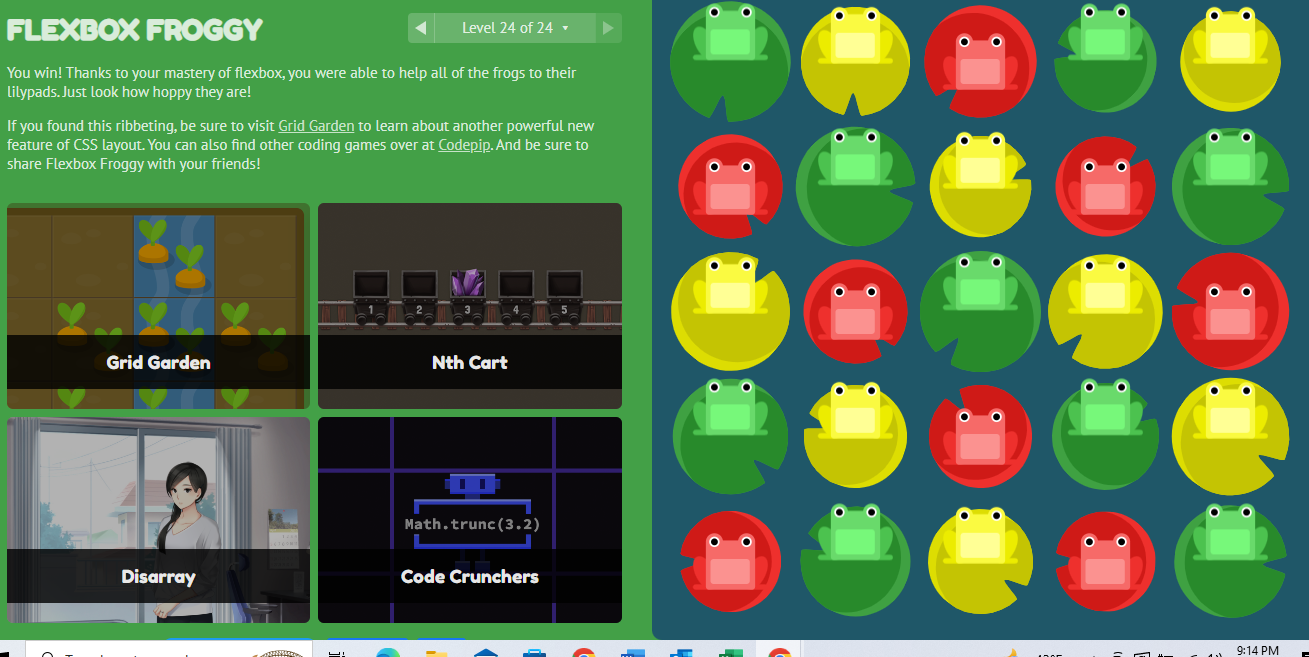 FLEXBOX FROGGY
Level 24 of 24
You win! Thanks to your mastery of flexbox, you were able to help all of the frogs to their
lilypads. Just look how hoppy they are!
If you found this ribbeting, be sure to visit Grid Garden to learn about another powerful new
feature of CSS layout. You can also find other coding games over at Codepip. And be sure to
share Flexbox Froggy with your friends!
1 2 3 4 5
Grid Garden
Nth Cart
Math.trunc(3.2)
Disarray
Code Crunchers
9:14 PM